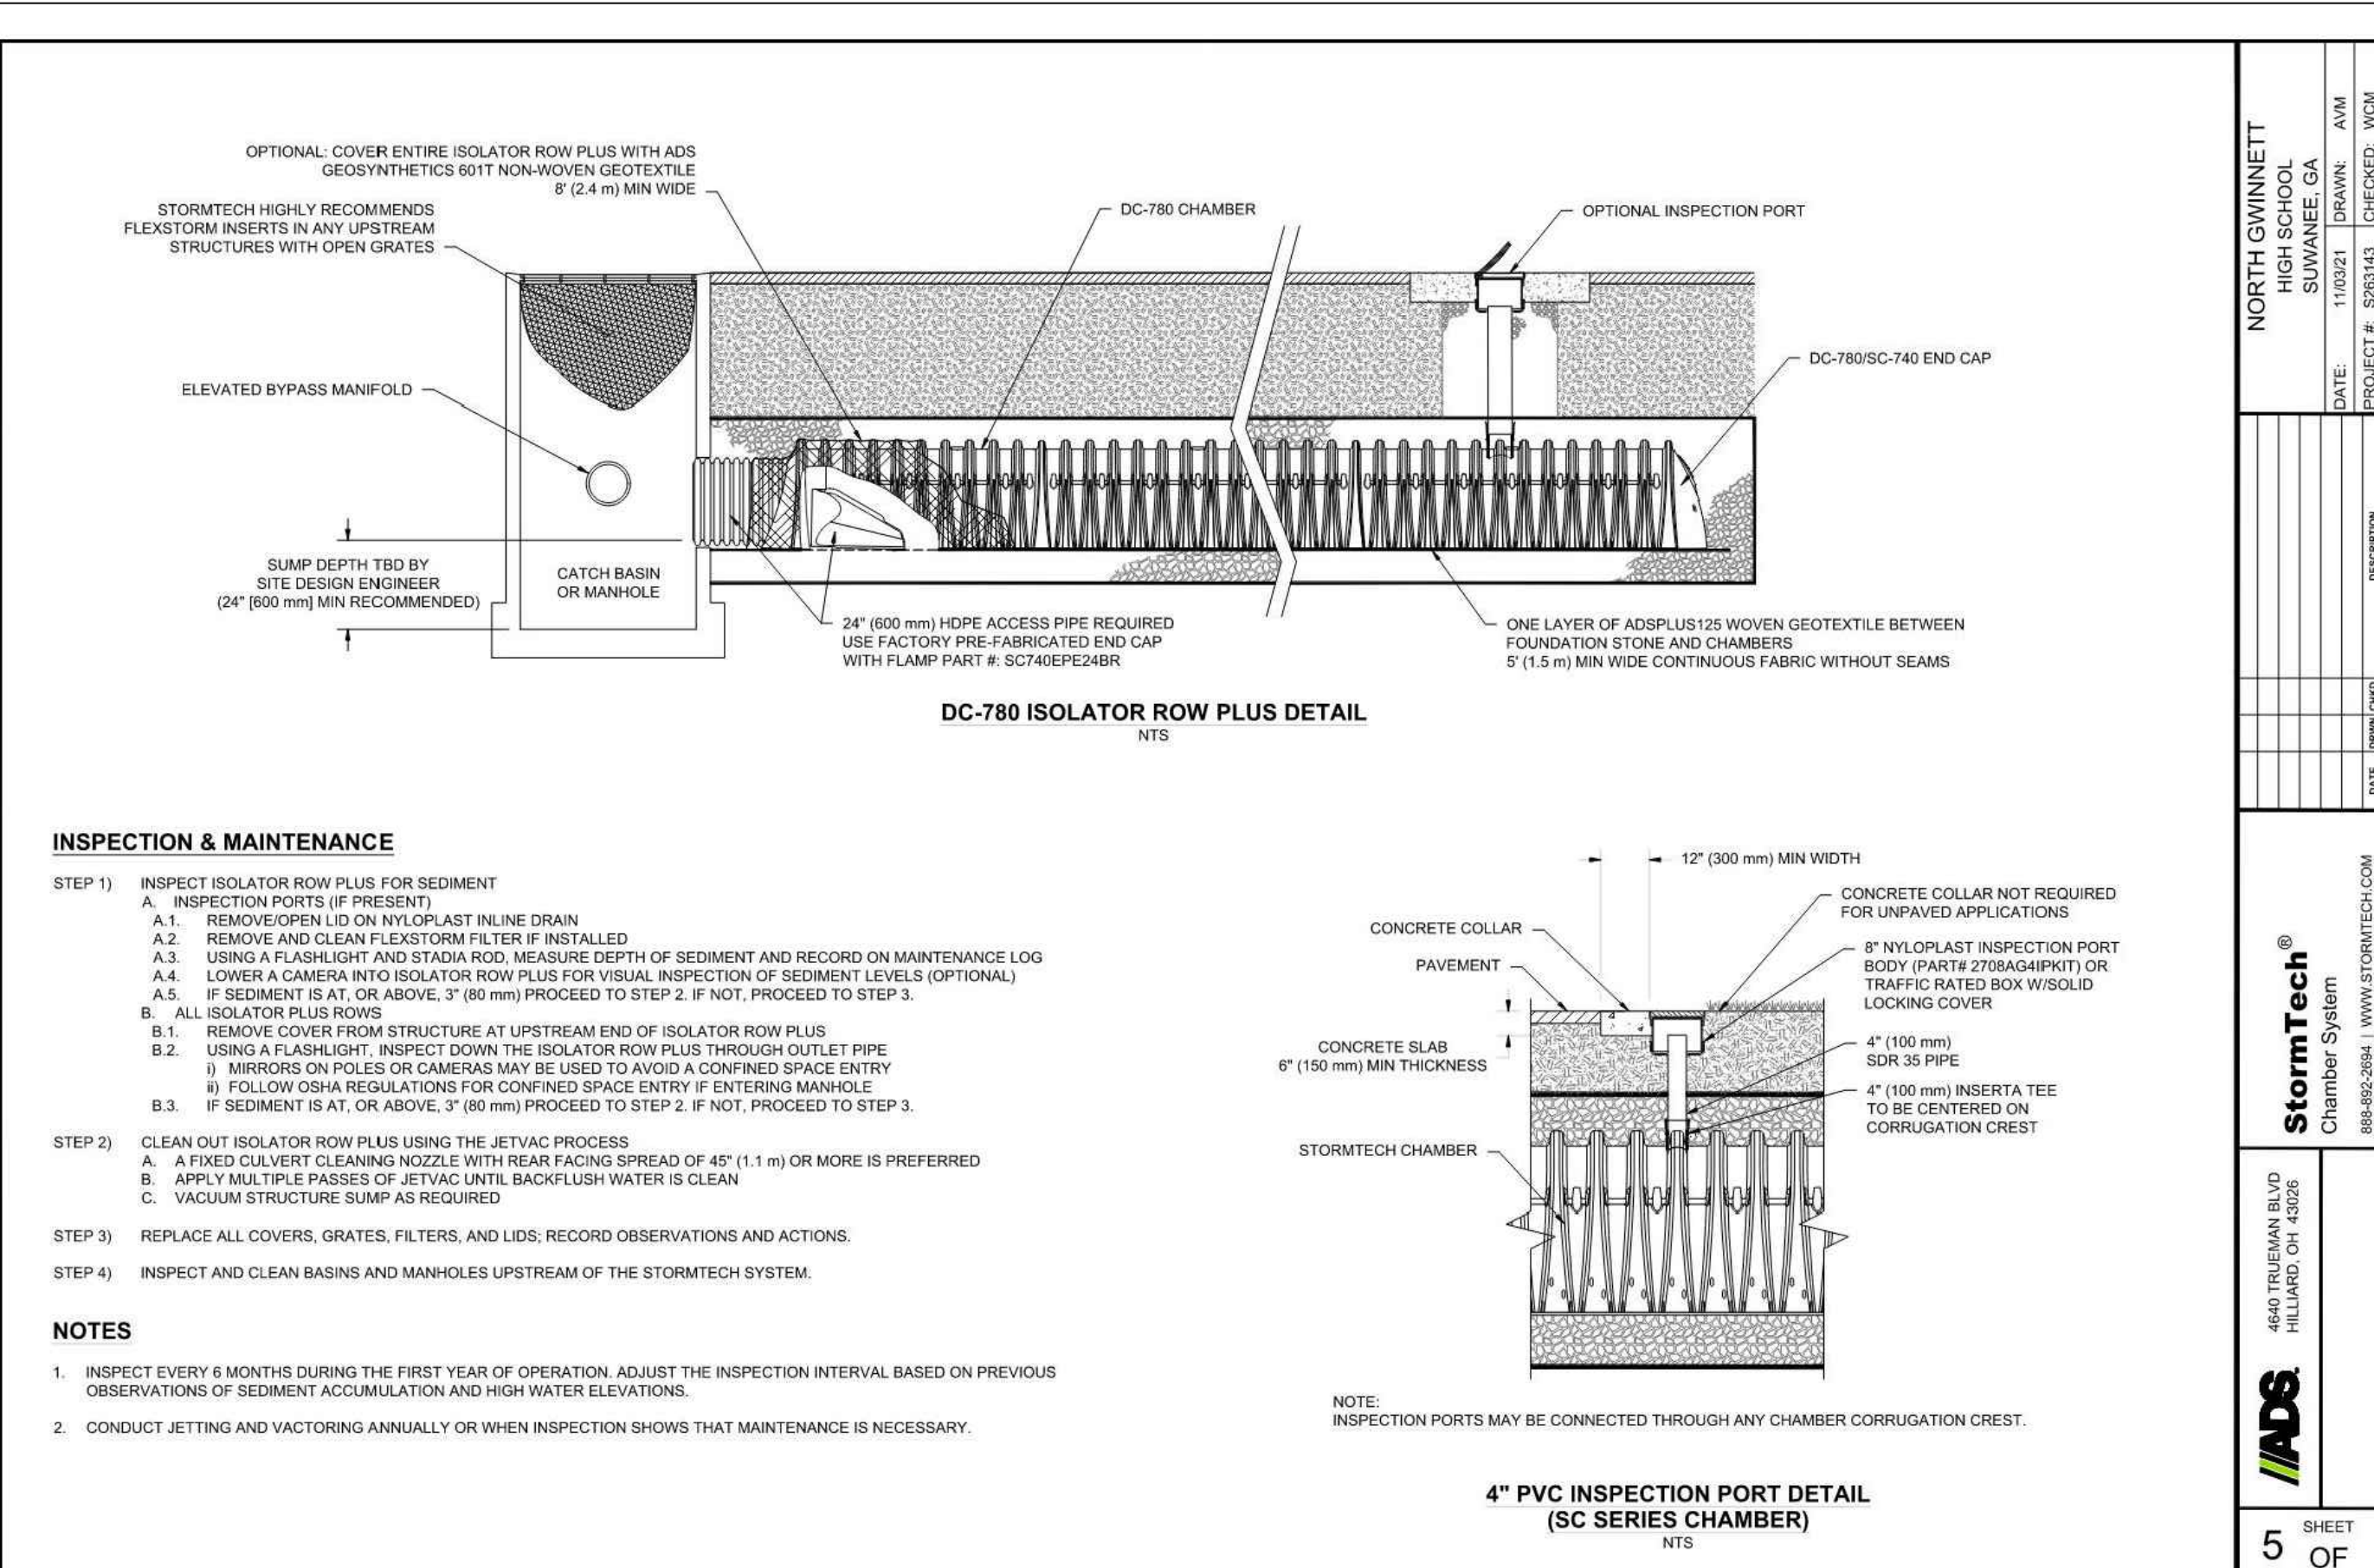 OPTIONAL: COVER ENTIRE ISOLATOR ROW PLUS WITH ADS
GEOSYNTHETICS 601T NON-WOVEN GEOTEXTILE
8' (2.4 m) MIN WIDE
STORMTECH HIGHLY RECOMMENDS
FLEXSTORM INSERTS IN ANY UPSTREAM
STRUCTURES WITH OPEN GRATES
DC-780 CHAMBER
OPTIONAL INSPECTION PORT
ELEVATED BYPASS MANIFOLD
DC-780/SC-740 END CAP
SUMP DEPTH TBD BY
SITE DESIGN ENGINEER
(24" [600 mm] MIN RECOMMENDED)
CATCH BASIN
OR MANHOLE
24" (600 mm) HDPE ACCESS PIPE REQUIRED
USE FACTORY PRE-FABRICATED END CAP
WITH FLAMP PART #: SC740EPE24BR
ONE LAYER OF ADSPLUS125 WOVEN GEOTEXTILE BETWEEN
FOUNDATION STONE AND CHAMBERS
5' (1.5 m) MIN WIDE CONTINUOUS FABRIC WITHOUT SEAMS
DC-780 ISOLATOR ROW PLUS DETAIL
NTS
INSPECTION & MAINTENANCE
STEP 1) INSPECT ISOLATOR ROW PLUS FOR SEDIMENT
A. INSPECTION PORTS (IF PRESENT)
A.1. REMOVE/OPEN LID ON NYLOPLAST INLINE DRAIN
A.2. REMOVE AND CLEAN FLEXSTORM FILTER IF INSTALLED
A.3. USING A FLASHLIGHT AND STADIA ROD, MEASURE DEPTH OF SEDIMENT AND RECORD ON MAINTENANCE LOG
A.4. LOWER A CAMERA INTO ISOLATOR ROW PLUS FOR VISUAL INSPECTION OF SEDIMENT LEVELS (OPTIONAL)
A.5. IF SEDIMENT IS AT, OR ABOVE, 3" (80 mm) PROCEED TO STEP 2. IF NOT, PROCEED TO STEP 3.
B. ALL ISOLATOR PLUS ROWS
B.1. REMOVE COVER FROM STRUCTURE AT UPSTREAM END OF ISOLATOR ROW PLUS
B.2. USING A FLASHLIGHT, INSPECT DOWN THE ISOLATOR ROW PLUS THROUGH OUTLET PIPE
i) MIRRORS ON POLES OR CAMERAS MAY BE USED TO AVOID A CONFINED SPACE ENTRY
ii) FOLLOW OSHA REGULATIONS FOR CONFINED SPACE ENTRY IF ENTERING MANHOLE
B.3. IF SEDIMENT IS AT, OR ABOVE, 3" (80 mm) PROCEED TO STEP 2. IF NOT, PROCEED TO STEP 3.
STEP 2) CLEAN OUT ISOLATOR ROW PLUS USING THE JETVAC PROCESS
A. A FIXED CULVERT CLEANING NOZZLE WITH REAR FACING SPREAD OF 45" (1.1 m) OR MORE IS PREFERRED
B. APPLY MULTIPLE PASSES OF JETVAC UNTIL BACKFLUSH WATER IS CLEAN
C. VACUUM STRUCTURE SUMP AS REQUIRED
STEP 3) REPLACE ALL COVERS, GRATES, FILTERS, AND LIDS; RECORD OBSERVATIONS AND ACTIONS.
STEP 4) INSPECT AND CLEAN BASINS AND MANHOLES UPSTREAM OF THE STORMTECH SYSTEM.
NOTES
1. INSPECT EVERY 6 MONTHS DURING THE FIRST YEAR OF OPERATION. ADJUST THE INSPECTION INTERVAL BASED ON PREVIOUS
OBSERVATIONS OF SEDIMENT ACCUMULATION AND HIGH WATER ELEVATIONS.
2. CONDUCT JETTING AND VACTORING ANNUALLY OR WHEN INSPECTION SHOWS THAT MAINTENANCE IS NECESSARY.
12" (300 mm) MIN WIDTH
CONCRETE COLLAR NOT REQUIRED
FOR UNPAVED APPLICATIONS
CONCRETE COLLAR
PAVEMENT
8" NYLOPLAST INSPECTION PORT
BODY (PART# 2708AG4IPKIT) OR
TRAFFIC RATED BOX W/SOLID
LOCKING COVER
CONCRETE SLAB
6" (150 mm) MIN THICKNESS
4" (100 mm)
SDR 35 PIPE
4" (100 mm) INSERTA TEE
TO BE CENTERED ON
CORRUGATION CREST
STORMTECH CHAMBER
NOTE:
INSPECTION PORTS MAY BE CONNECTED THROUGH ANY CHAMBER CORRUGATION CREST.
4" PVC INSPECTION PORT DETAIL
(SC SERIES CHAMBER)
NTS
NORTH GWINNETT
HIGH SCHOOL
SUWANEE, GA
DATE: 11/03/21 DRAWN: AVM
PROJECT #: S263143 CHECKED: WCM
DATE DRWN CHKD DESCRIPTION
StormTech®
Chamber System
888-892-2694 | WWW.STORMTECH.COM
4640 TRUEMAN BLVD
HILLIARD, OH 43026
ADS.
SHEET
5 OF